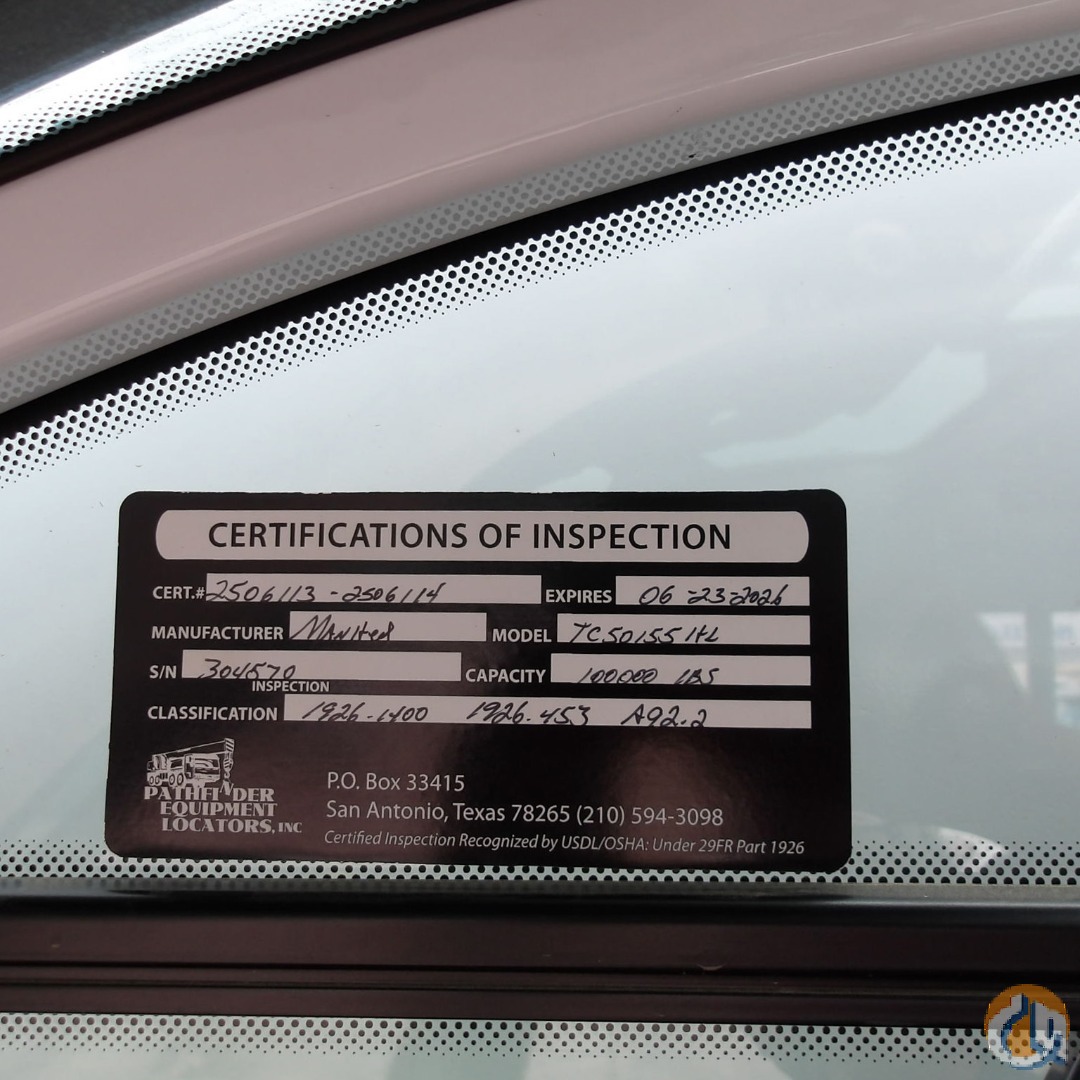 CERTIFICATIONS OF INSPECTION
CERT.# 2506113-2506114 EXPIRES 06-23-2026
MANUFACTURER Manitex MODEL TC50155HL
S/N 304570 CAPACITY 100000 LBS
INSPECTION
CLASSIFICATION 1926-1400 1926.453 A92.2
PATHFINDER
EQUIPMENT
LOCATORS, INC
P.O. Box 33415
San Antonio, Texas 78265 (210) 594-3098
Certified Inspection Recognized by USDL/OSHA: Under 29FR Part 1926